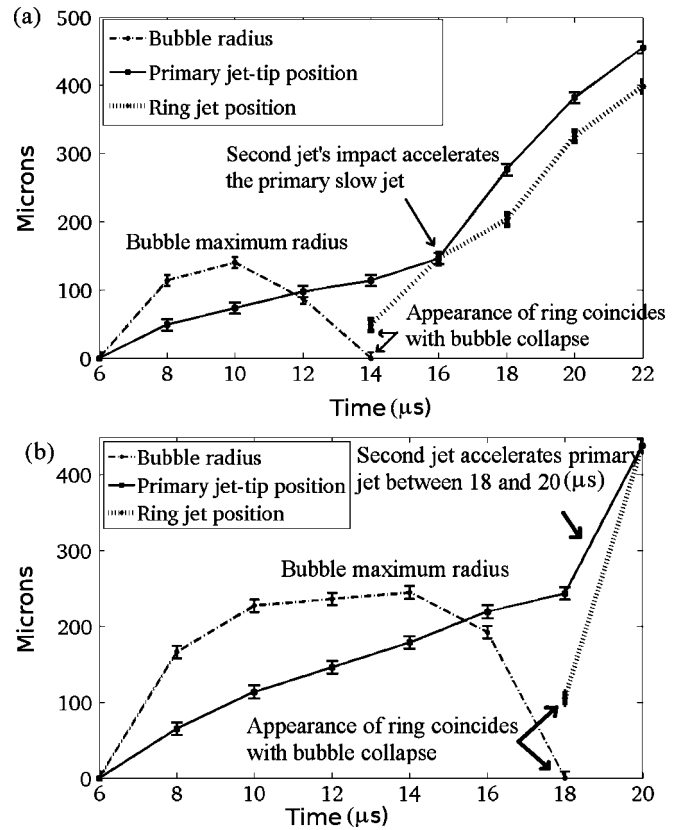 (a)
500
400
300
200
100
0
Microns
Bubble radius
Primary jet-tip position
Ring jet position
Second jet's impact accelerates
the primary slow jet
Bubble maximum radius
Appearance of ring coincides
with bubble collapse
6 8 10 12 14 16 18 20 22
Time (μs)
(b)
400
300
200
100
0
Microns
Bubble radius
Primary jet-tip position
Ring jet position
Second jet accelerates primary
jet between 18 and 20 (μs)
Bubble maximum radius
Appearance of ring coincides
with bubble collapse
6 8 10 12 14 16 18 20
Time (μs)